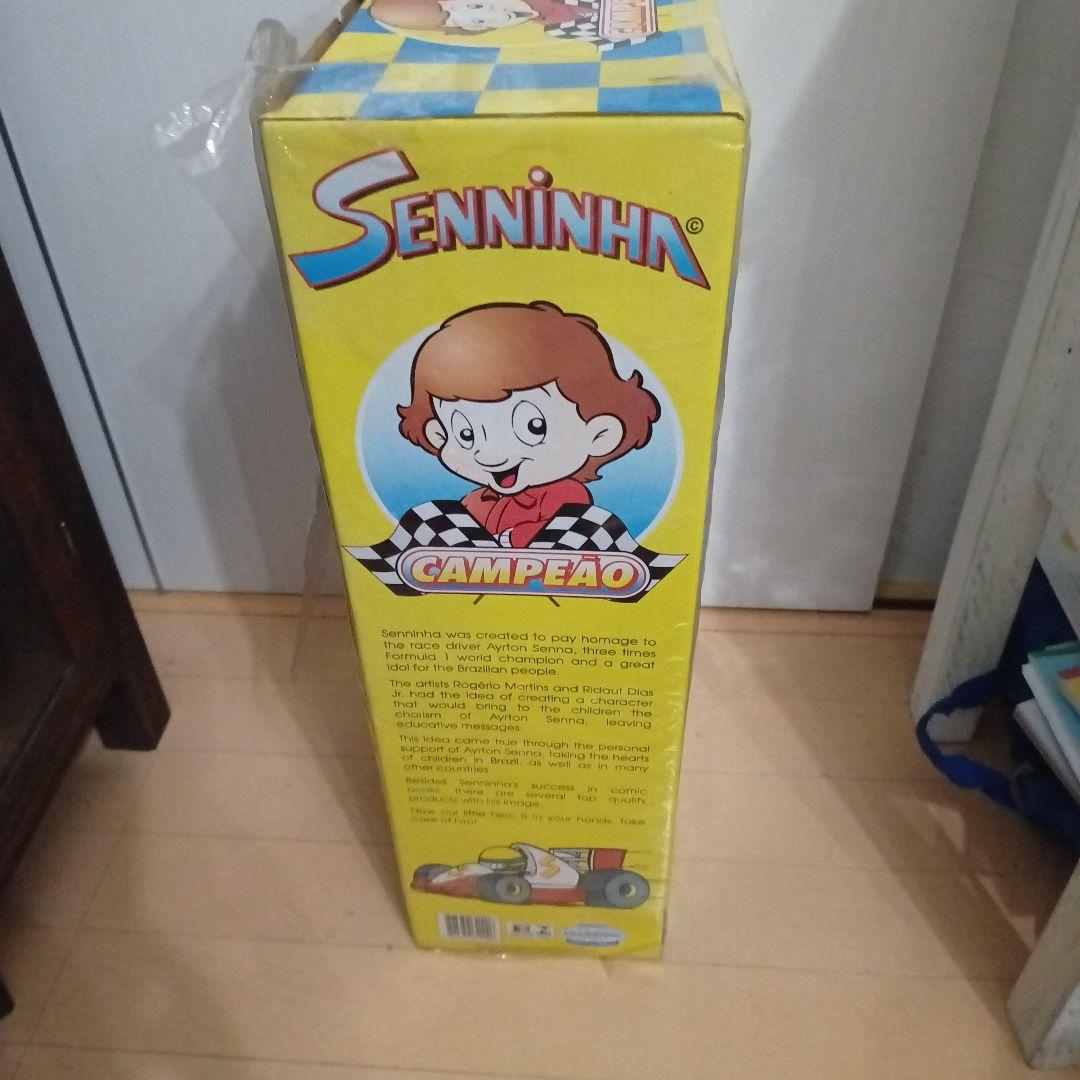 SENNINHA ©
CAMPEÃO
Senninha was created to pay homage to
the race driver Ayrton Senna, three times
Formula 1 world champion and a great
idol for the Brazilian people.
The artists Rogério Martins and Ridaut Dias
Jr. had the idea of creating a character
that would bring to the children the
charism of Ayrton Senna, leaving
educative messages.
This idea came true through the personal
support of Ayrton Senna, taking the hearts
of children in Brazil, as well as in many
other countries.
Besides Senninha's success in comic
books, there are several top quality
products with his image.
Now our little hero is in your hands. Take
care of him!
S